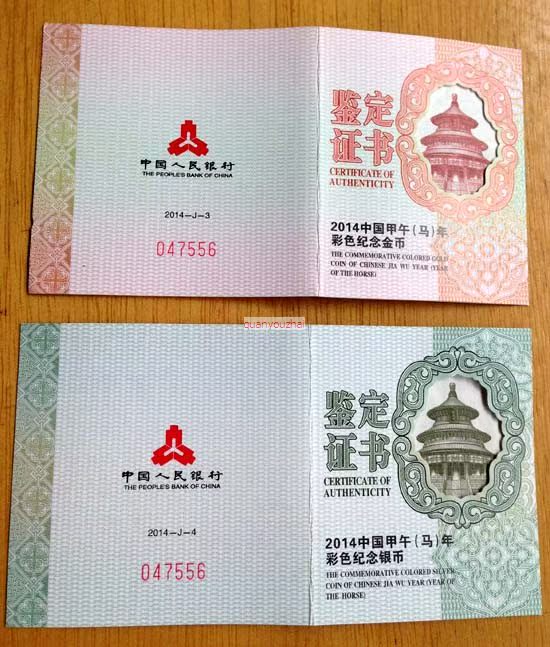 中国人民银行
THE PEOPLE'S BANK OF CHINA
2014-J-3
047556
鉴定
证书
CERTIFICATE OF
AUTHENTICITY
2014中国甲午(马)年
彩色纪念金币
THE COMMEMORATIVE COLORED GOLD
COIN OF CHINESE JIA WU YEAR (YEAR
OF THE HORSE)
quanyouzhai
中国人民银行
THE PEOPLE'S BANK OF CHINA
2014-J-4
047556
鉴定
证书
CERTIFICATE OF
AUTHENTICITY
2014中国甲午(马)年
彩色纪念银币
THE COMMEMORATIVE COLORED SILVER
COIN OF CHINESE JIA WU YEAR (YEAR OF
THE HORSE)